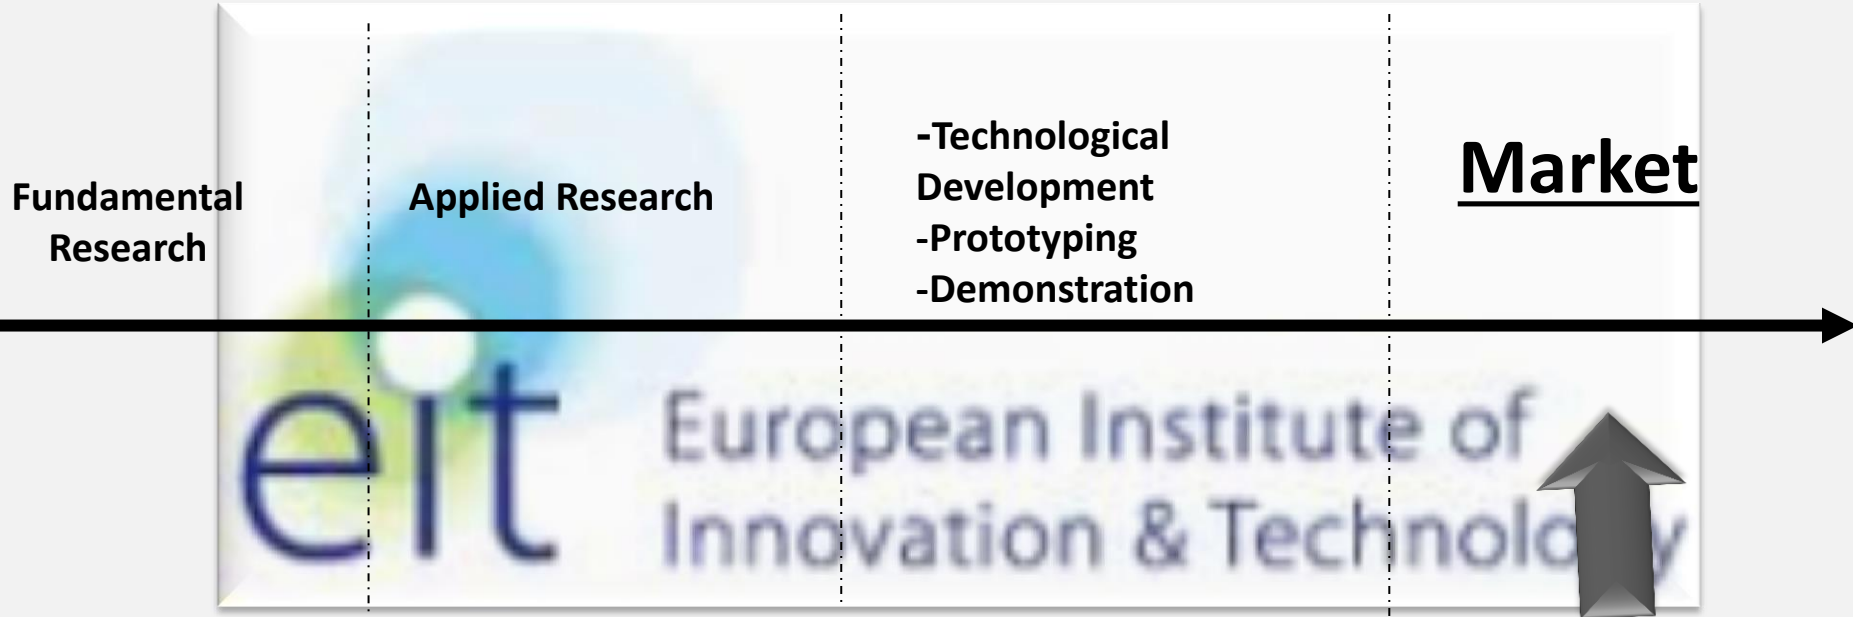 Fundamental
Research
Applied Research
-Technological
Development
-Prototyping
-Demonstration
Market
eit
European Institute of
Innovation & Technology